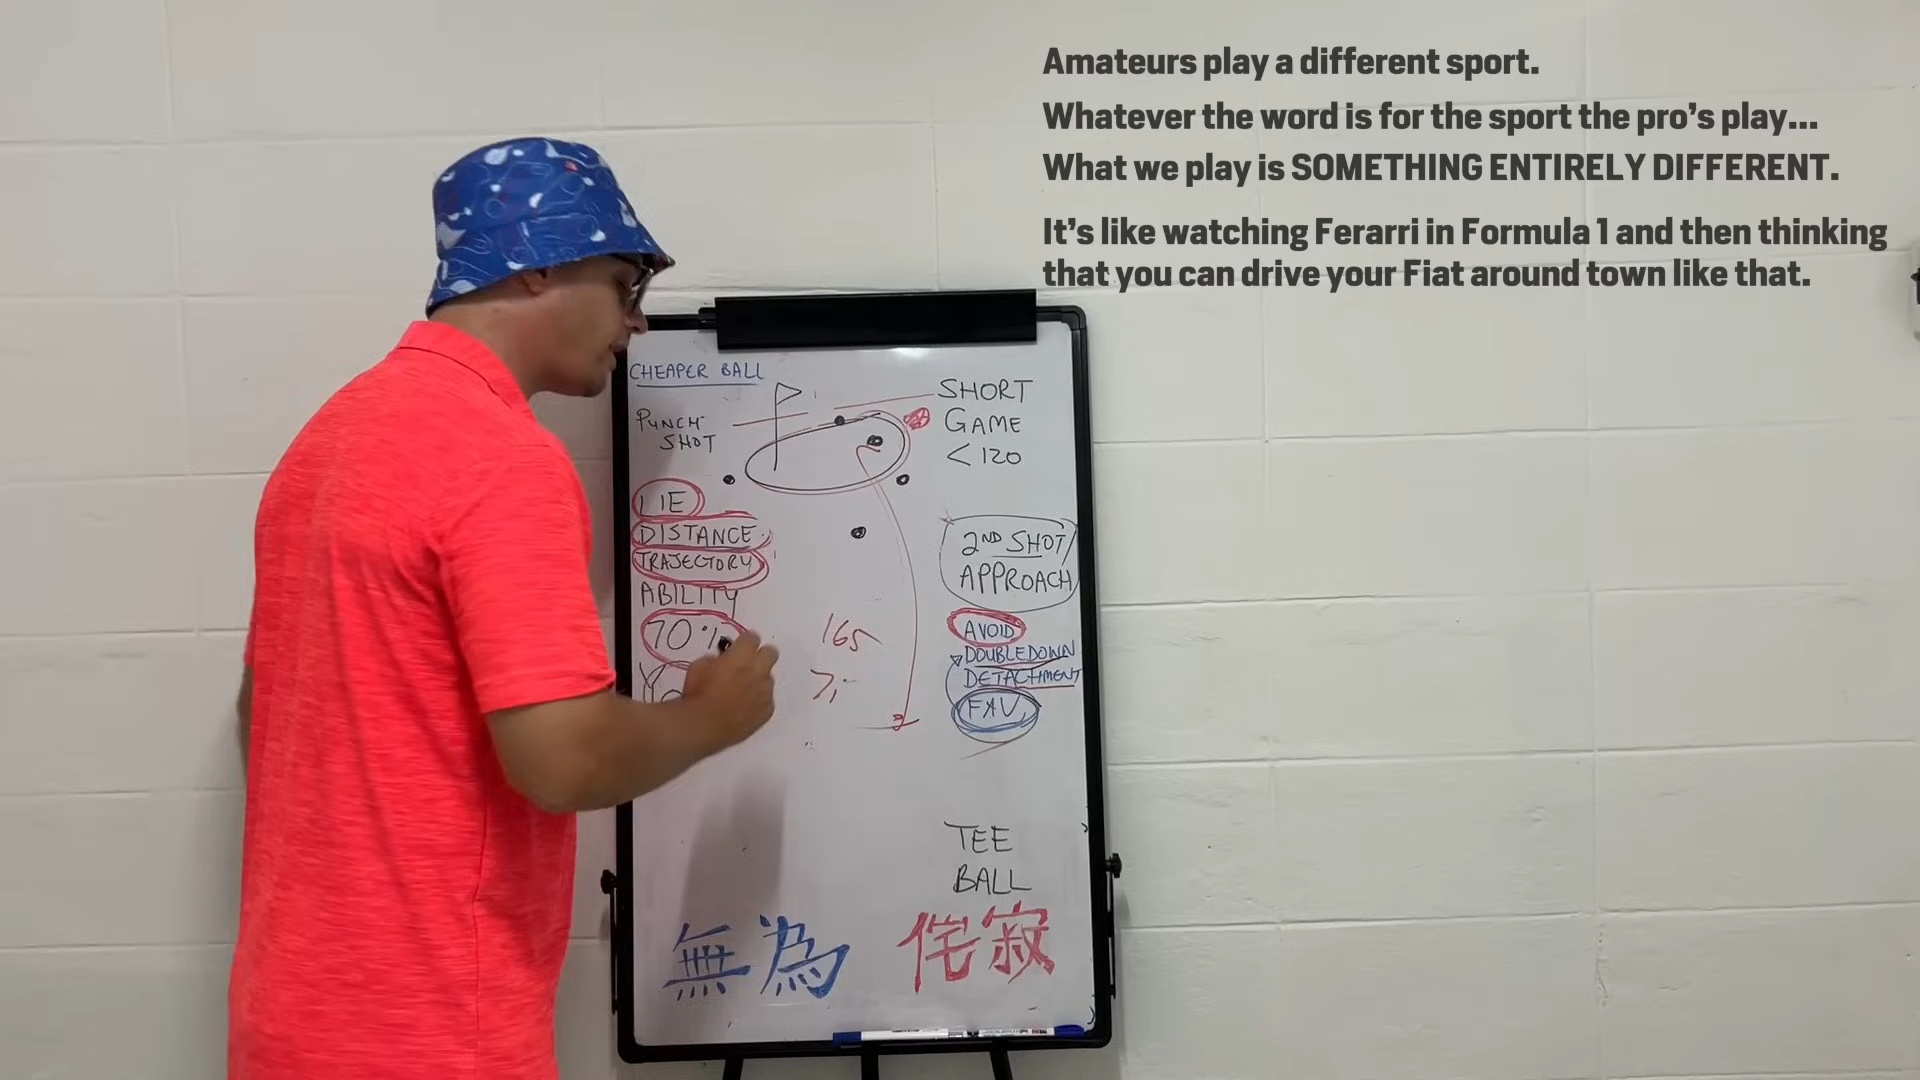 Amateurs play a different sport.
Whatever the word is for the sport the pro's play...
What we play is SOMETHING ENTIRELY DIFFERENT.
It's like watching Ferarri in Formula 1 and then thinking
that you can drive your Fiat around town like that.
CHEAPER BALL
PUNCH
SHOT
LIE
DISTANCE
TRAJECTORY
ABILITY
70%
165
SHORT
GAME
< 120
2ND SHOT/
APPROACH
AVOID
DOUBLEDOWN
DETACHMENT
FAV
TEE
BALL
無為
侘寂